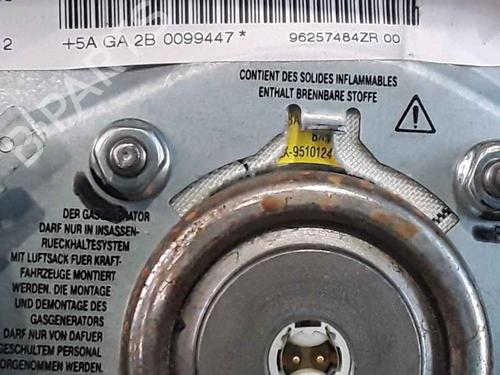 2
+5A GA 2B 0099447*
96257484ZR 00
CONTIENT DES SOLIDES INFLAMMABLES
ENTHALT BRENNBARE STOFFE
-9510124
DER GASGENERATOR
DARF NUR IN INSASSEN-
RUECKHALTESYSTEM
MIT LUFTSACK FUER KRAFT-
FAHRZEUGE MONTIERT
WERDEN. DIE MONTAGE
UND DEMONTAGE DES
GASGENERATORS
DARF NUR VON DAFUER
GESCHULTEM PERSONAL
VORGENOMMEN WERDEN
B-PARTS